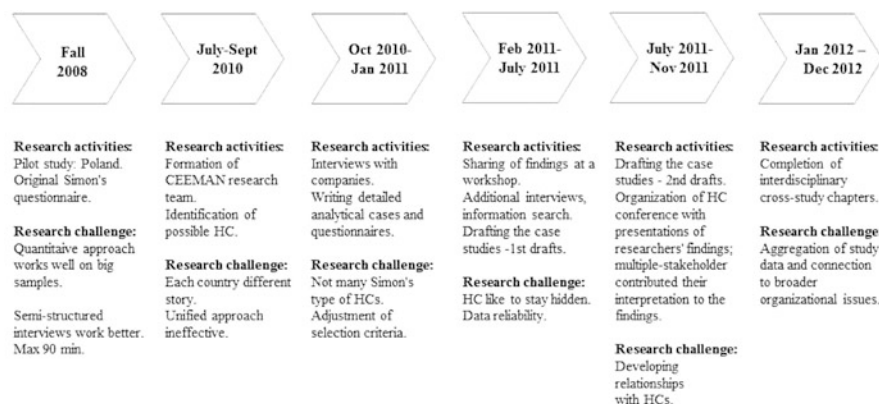 Fall
2008
July-Sept
2010
Oct 2010-
Jan 2011
Feb 2011-
July 2011
July 2011-
Nov 2011
Jan 2012 –
Dec 2012
Research activities:
Pilot study: Poland.
Original Simon's
questionnaire.
Research challenge:
Quantitaive approach
works well on big
samples.
Semi-structured
interviews work better.
Max 90 min.
Research activities:
Formation of
CEEMAN research
team.
Identification of
possible HC.
Research challenge:
Each country different
story.
Unified approach
ineffective.
Research activities:
Interviews with
companies.
Writing detailed
analytical cases and
questionnaires.
Research challenge:
Not many Simon's
type of HCs.
Adjustment of
selection criteria.
Research activities:
Sharing of findings at a
workshop.
Additional interviews,
information search.
Drafting the case
studies -1st drafts.
Research challenge:
HC like to stay hidden.
Data reliability.
Research activities:
Drafting the case
studies - 2nd drafts.
Organization of HC
conference with
presentations of
researchers' findings;
multiple-stakeholder
contributed their
interpretation to the
findings.
Research challenge:
Developing
relationships
with HCs.
Research activities:
Completion of
interdisciplinary
cross-study chapters.
Research challenge
Aggregation of study
data and connection
to broader
organizational issues.